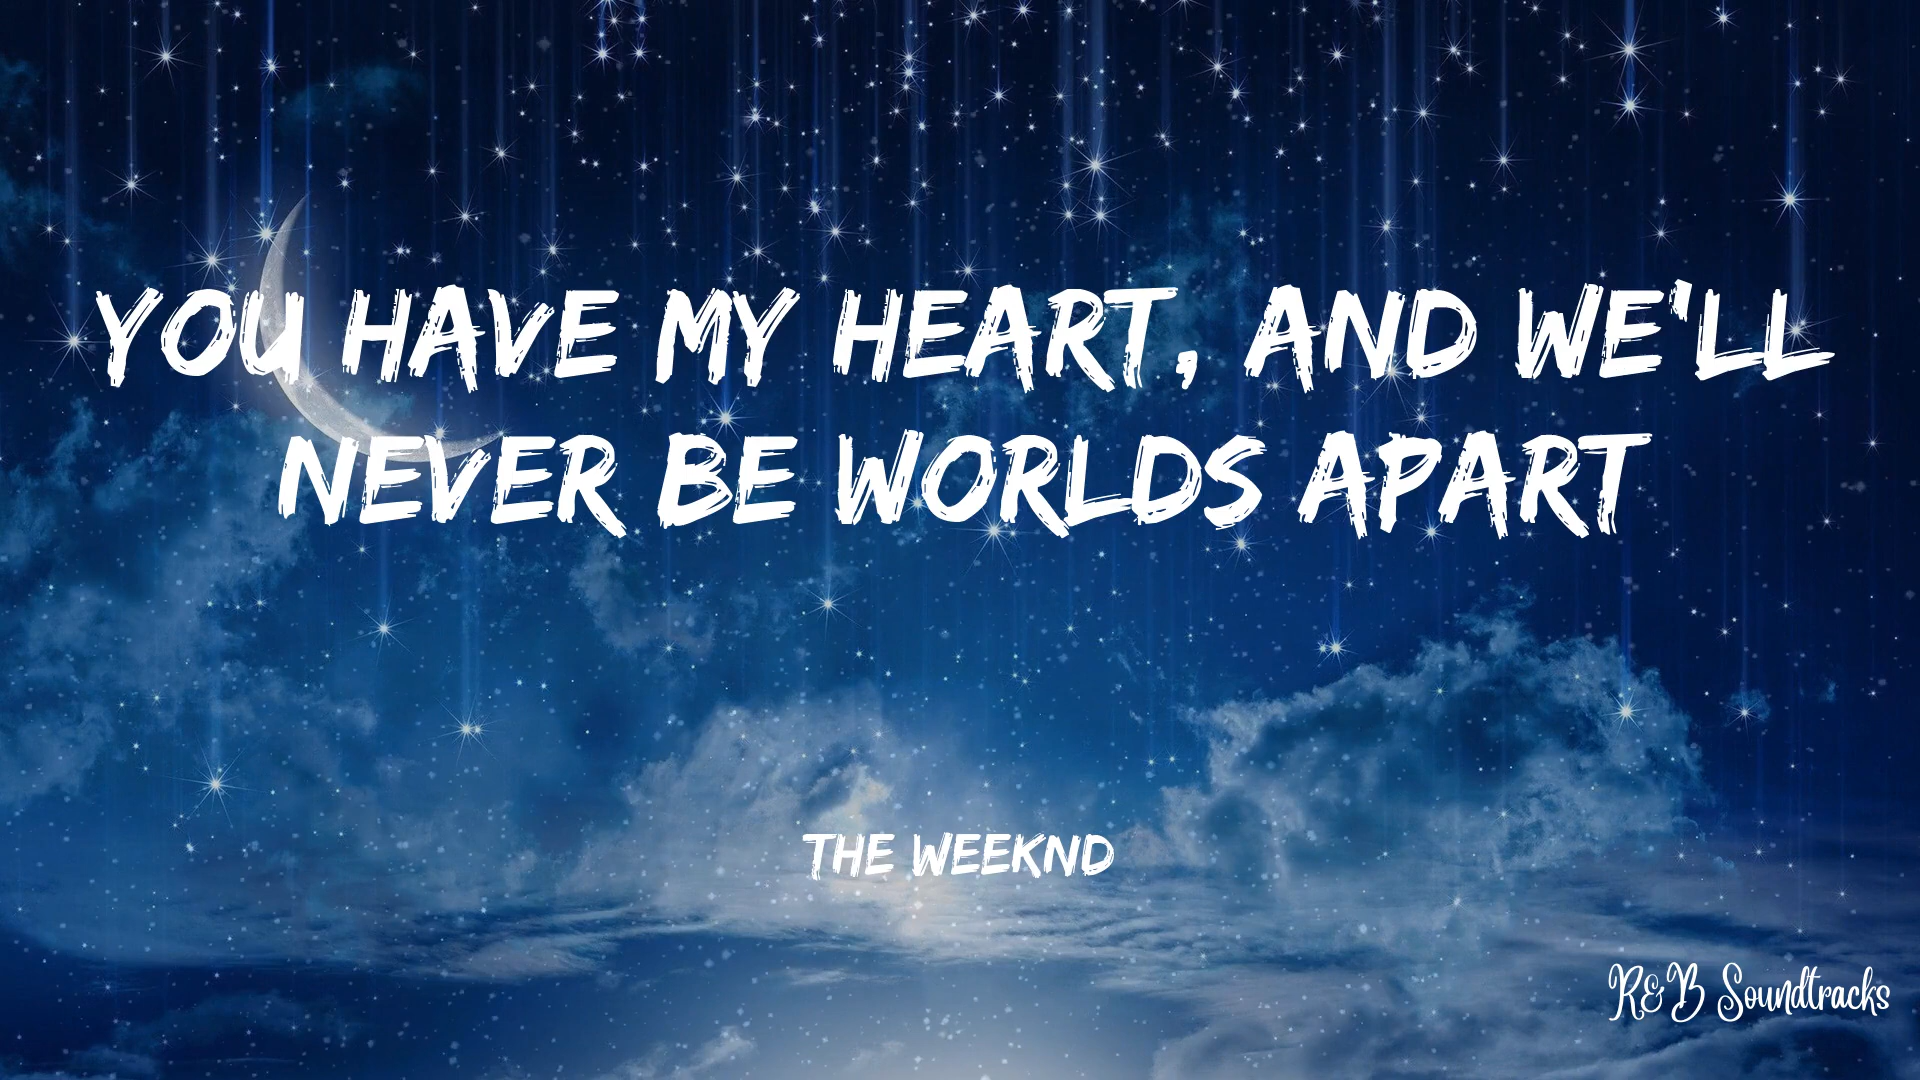 YOU HAVE MY HEART, AND WE'LL
NEVER BE WORLDS APART
THE WEEKND
R&B Soundtracks